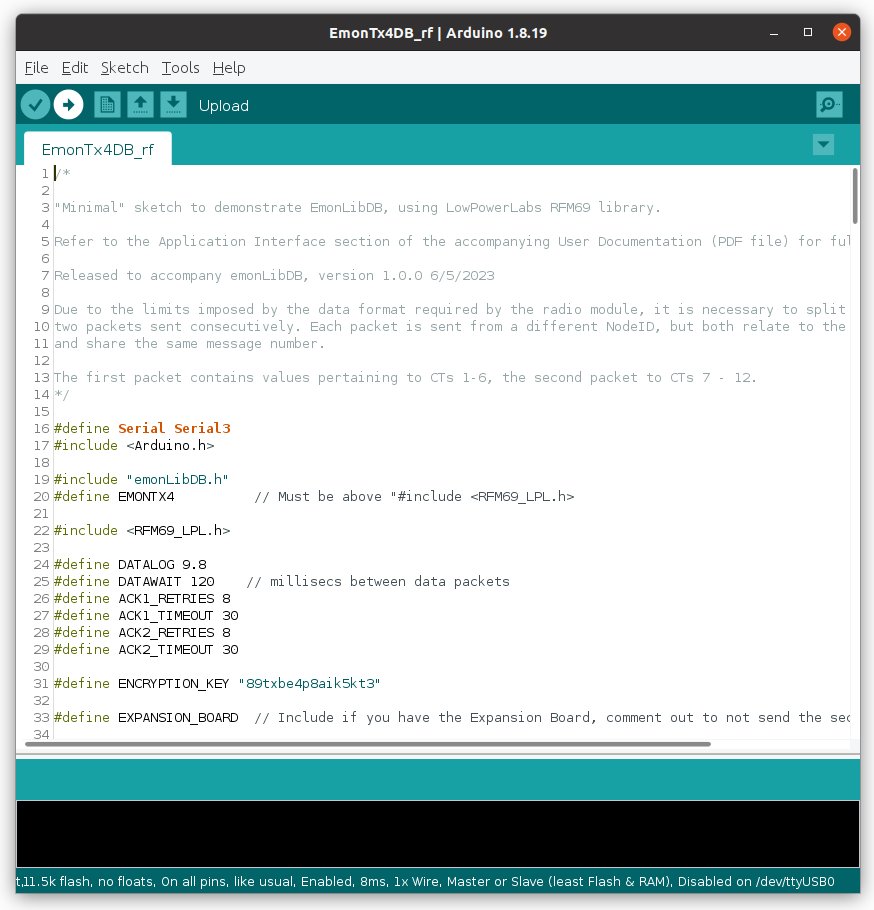 EmonTx4DB_rf | Arduino 1.8.19
File Edit Sketch Tools Help
Upload
EmonTx4DB_rf
1 /*
2
3 "Minimal" sketch to demonstrate EmonLibDB, using LowPowerLabs RFM69 library.
4
5 Refer to the Application Interface section of the accompanying User Documentation (PDF file) for ful
6
7 Released to accompany emonLibDB, version 1.0.0 6/5/2023
8
9 Due to the limits imposed by the data format required by the radio module, it is necessary to split
10 two packets sent consecutively. Each packet is sent from a different NodeID, but both relate to the
11 and share the same message number.
12
13 The first packet contains values pertaining to CTs 1-6, the second packet to CTs 7 - 12.
14 */
15
16 #define Serial Serial3
17 #include <Arduino.h>
18
19 #include "emonLibDB.h"
20 #define EMONTX4 // Must be above "#include <RFM69_LPL.h>
21
22 #include <RFM69_LPL.h>
23
24 #define DATALOG 9.8
25 #define DATAWAIT 120 // millisecs between data packets
26 #define ACK1_RETRIES 8
27 #define ACK1_TIMEOUT 30
28 #define ACK2_RETRIES 8
29 #define ACK2_TIMEOUT 30
30
31 #define ENCRYPTION_KEY "89txbe4p8aik5kt3"
32
33 #define EXPANSION_BOARD // Include if you have the Expansion Board, comment out to not send the sec
34
t,11.5k flash, no floats, On all pins, like usual, Enabled, 8ms, 1x Wire, Master or Slave (least Flash & RAM), Disabled on /dev/ttyUSB0